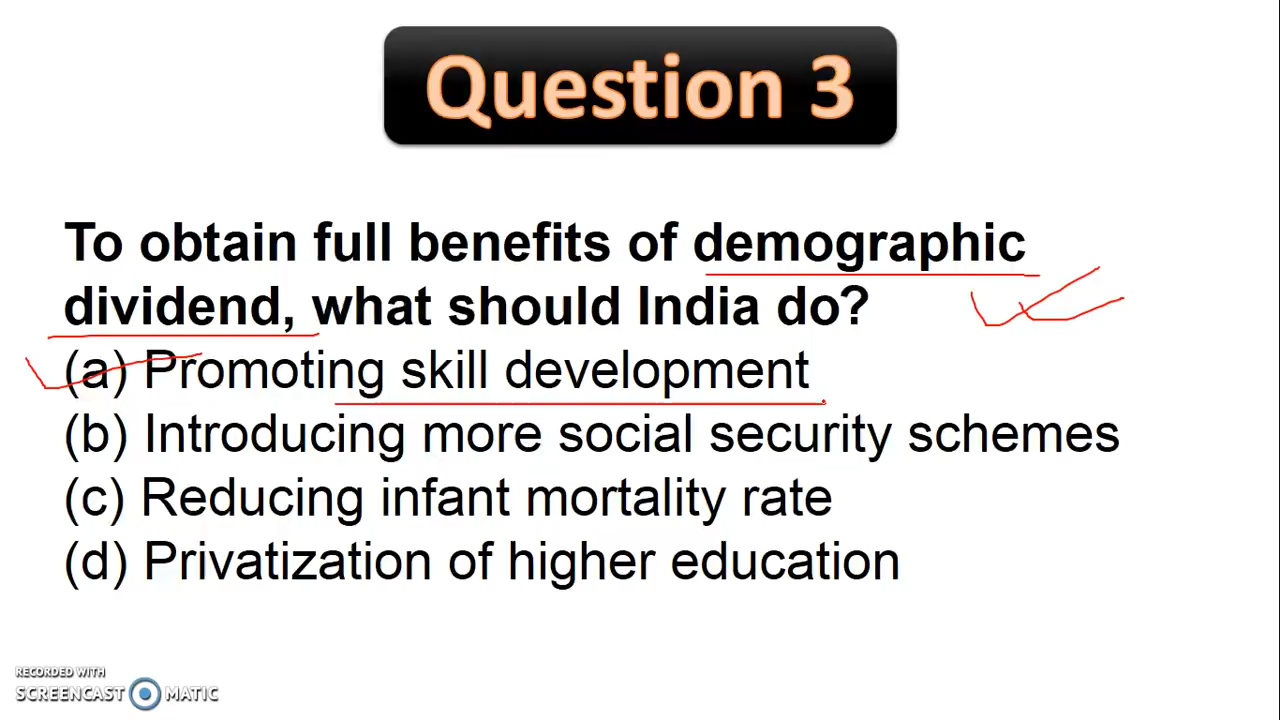 Question 3
To obtain full benefits of demographic
dividend, what should India do?
(a) Promoting skill development
(b) Introducing more social security schemes
(c) Reducing infant mortality rate
(d) Privatization of higher education
RECORDED WITH
SCREENCAST MATIC